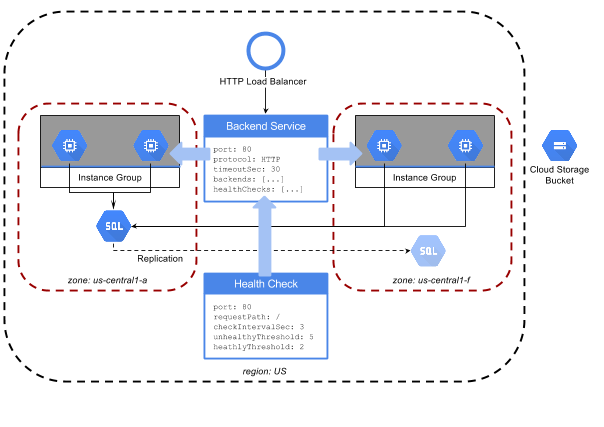 HTTP Load Balancer
Backend Service
port: 80
protocol: HTTP
timeoutSec: 30
backends: [...]
healthChecks: [...]
Instance Group
Instance Group
Cloud Storage
Bucket
SQL
Replication
SQL
zone: us-central1-a
zone: us-central1-f
Health Check
port: 80
requestPath: /
checkIntervalSec: 3
unhealthyThreshold: 5
heathlyThreshold: 2
region: US